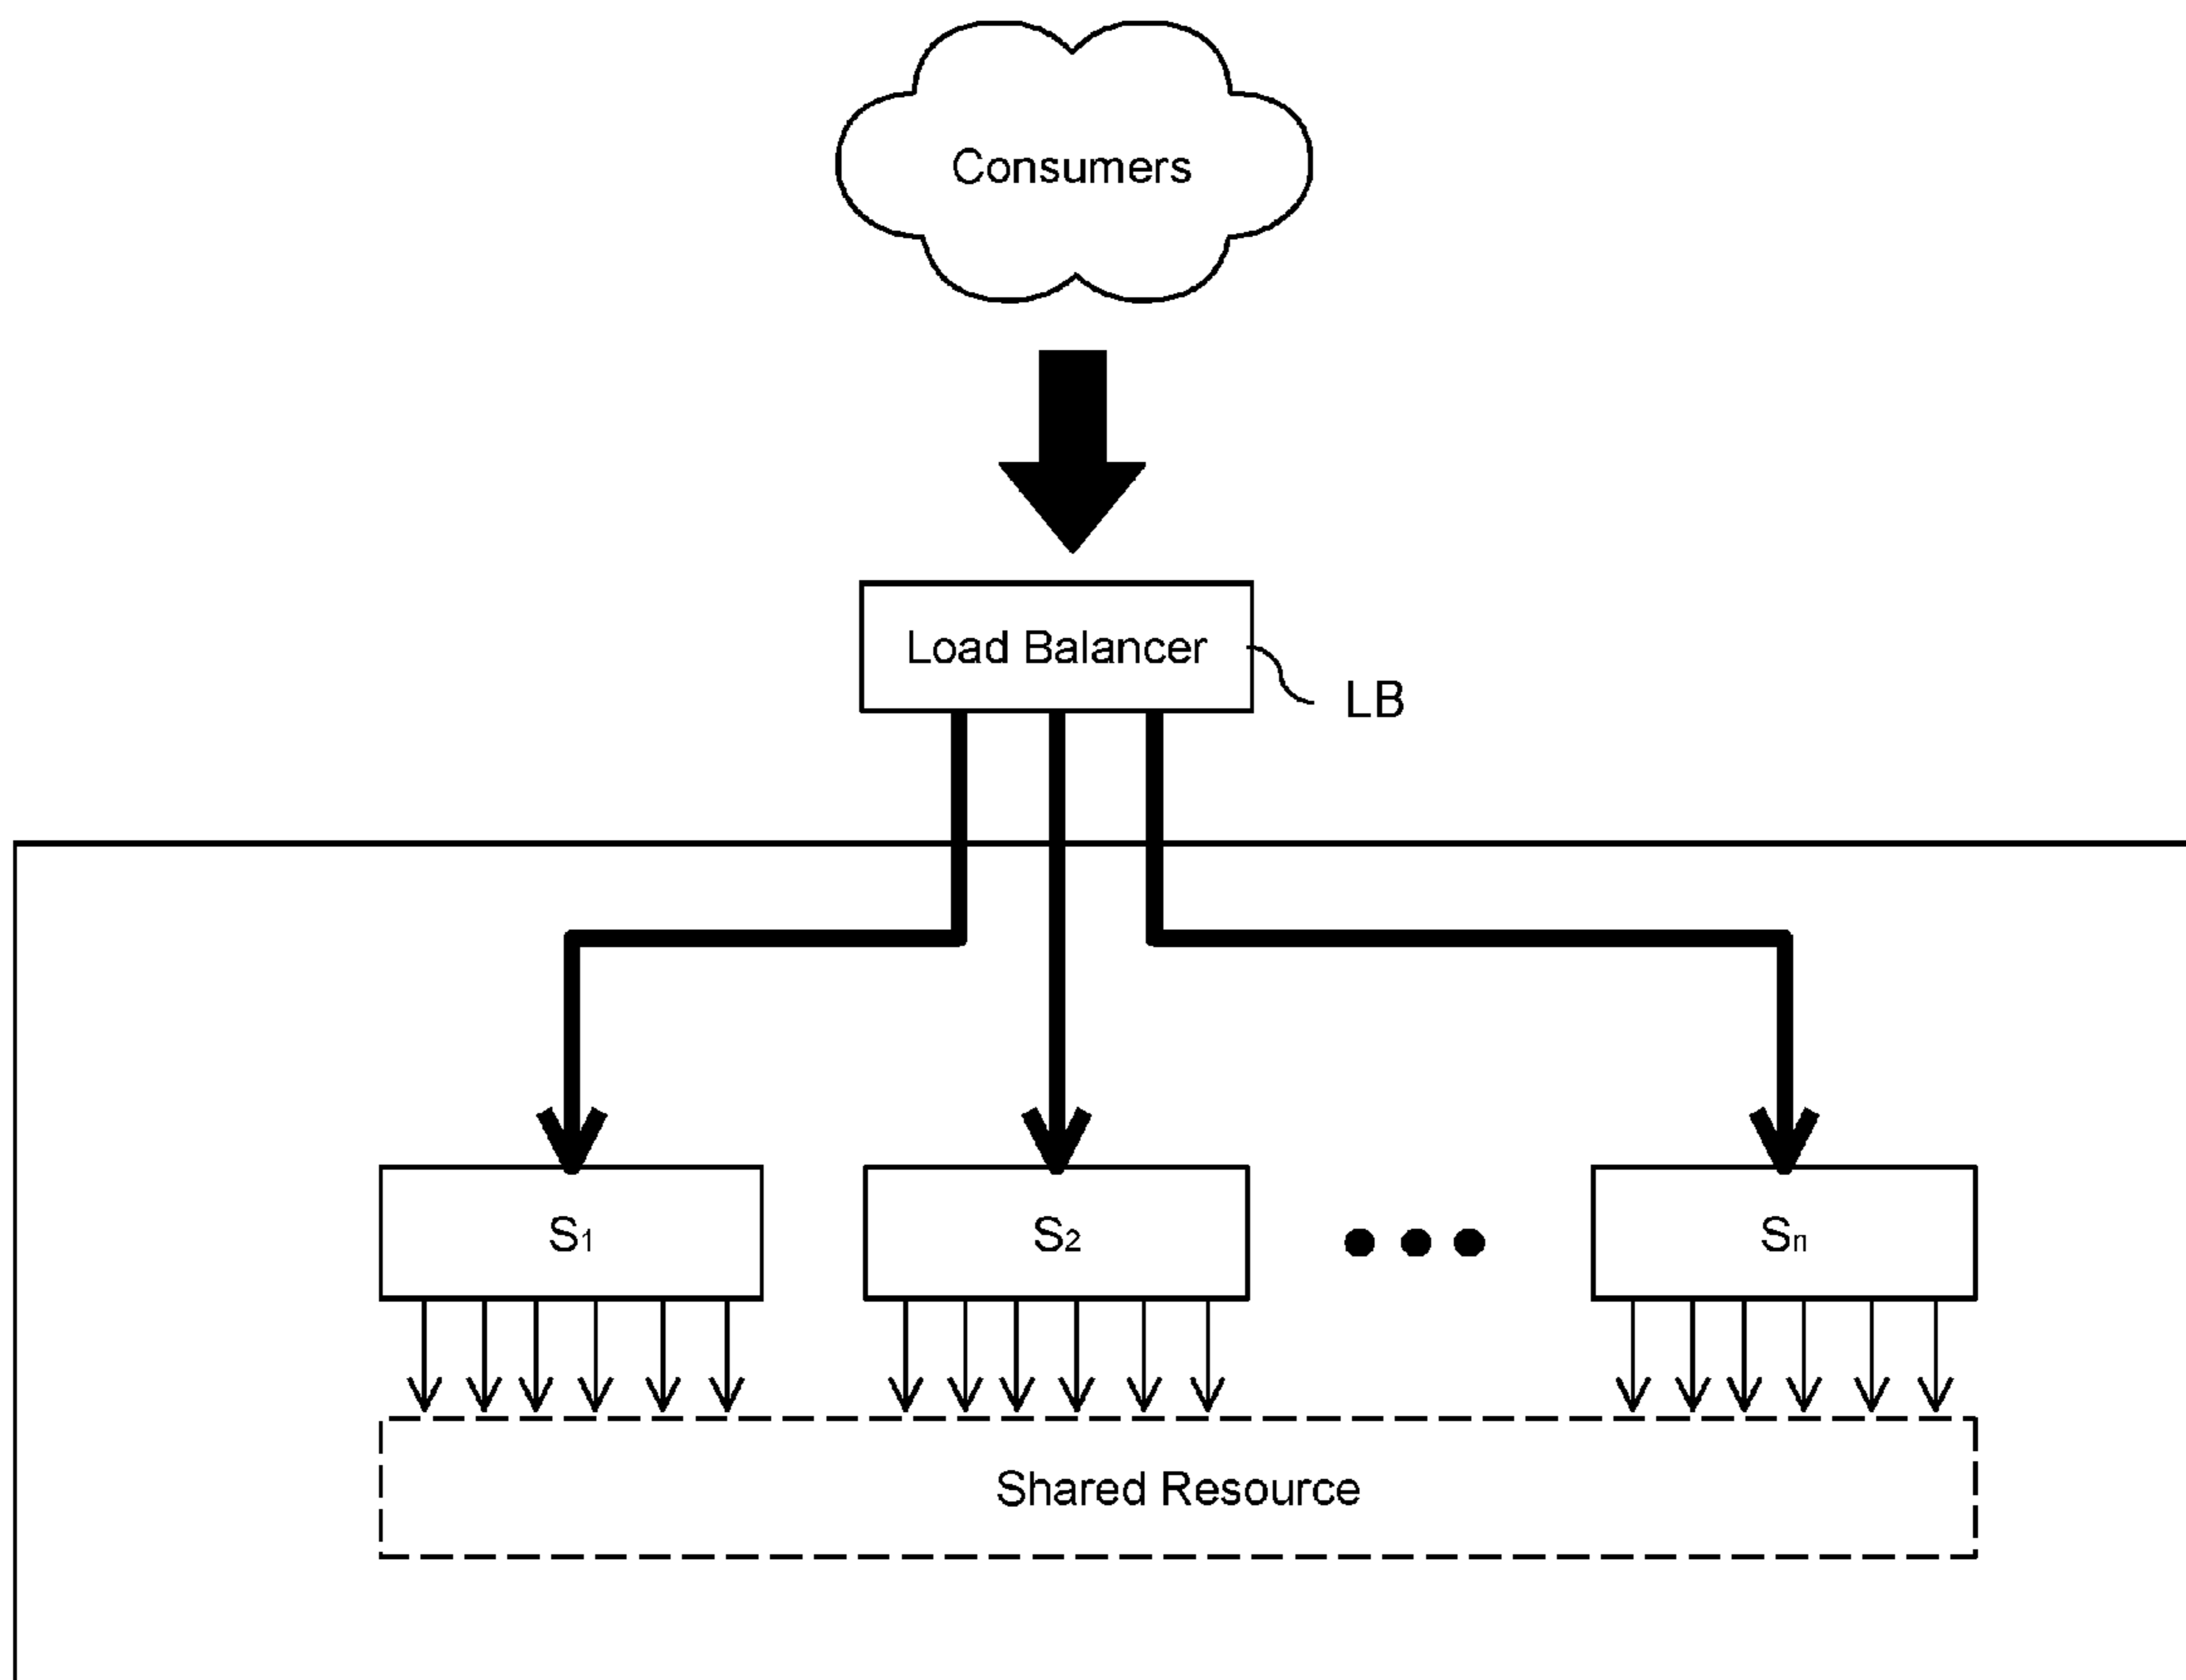 Consumers
Load Balancer
LB
S1
S2
Sn
Shared Resource